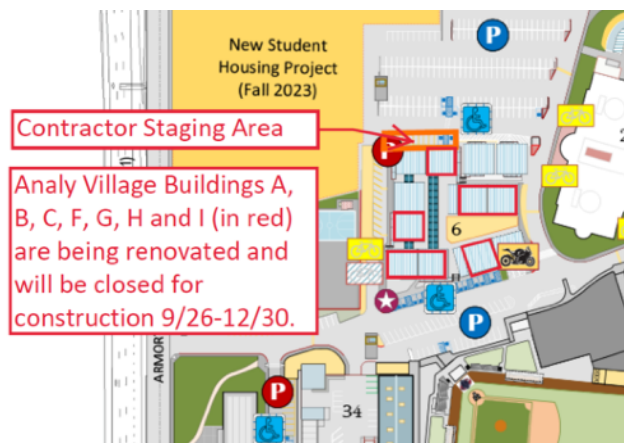 New Student
Housing Project
(Fall 2023)
P
Contractor Staging Area
P
Analy Village Buildings A,
B, C, F, G, H and I (in red)
are being renovated and
will be closed for
construction 9/26-12/30.
6
2
P
ARMOR
P
34